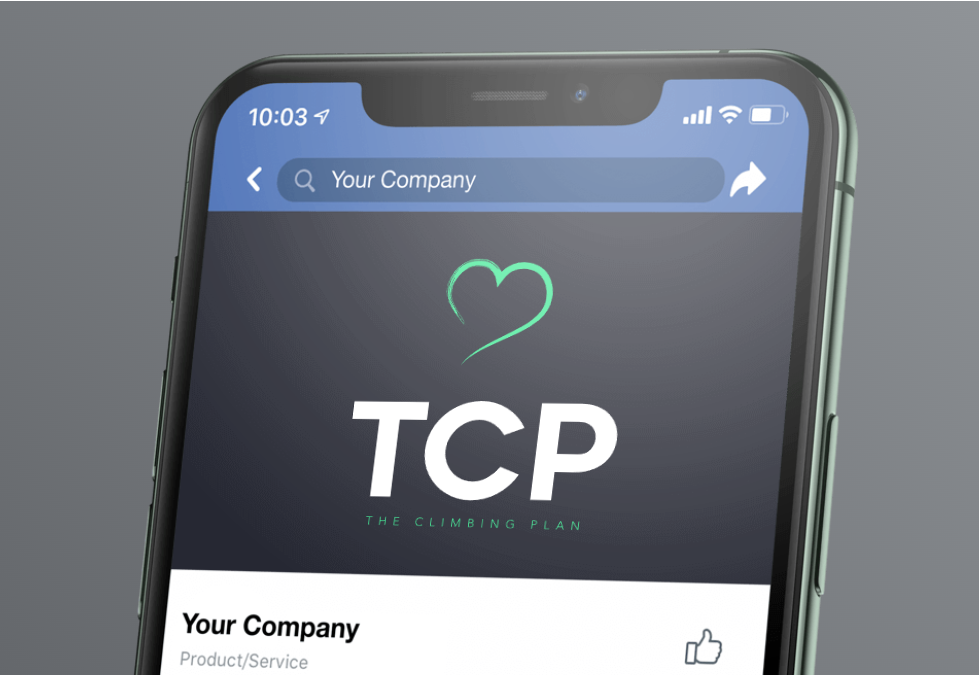 10:03
Your Company
TCP
THE CLIMBING PLAN
Your Company
Product/Service